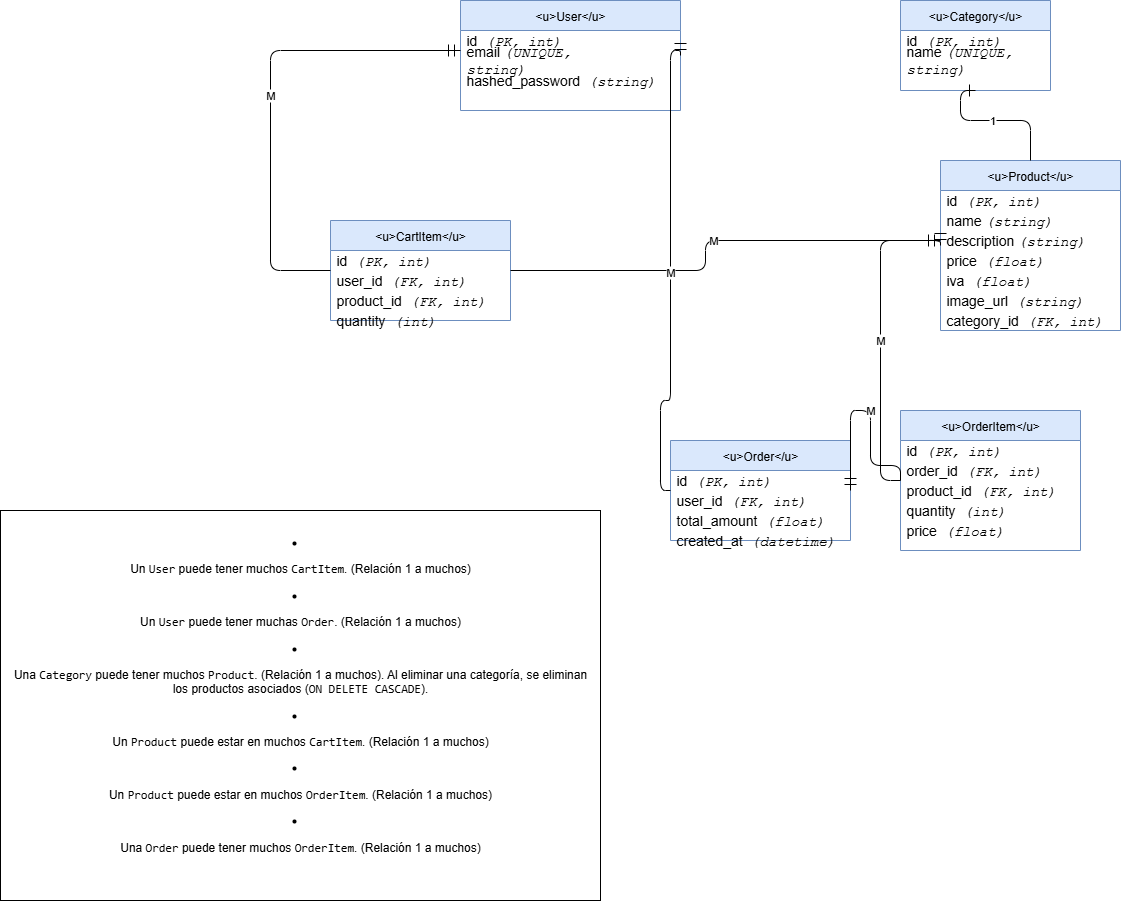 <u>User</u>
id (PK, int)
email (UNIQUE,
string)
hashed_password (string)
<u>Category</u>
id (PK, int)
name (UNIQUE,
string)
M
1
<u>Product</u>
id (PK, int)
name (string)
description (string)
price (float)
iva (float)
image_url (string)
category_id (FK, int)
<u>CartItem</u>
id (PK, int)
user_id (FK, int)
product_id (FK, int)
quantity (int)
M
M
M
M
<u>Order</u>
id (PK, int)
user_id (FK, int)
total_amount (float)
created_at (datetime)
<u>OrderItem</u>
id (PK, int)
order_id (FK, int)
product_id (FK, int)
quantity (int)
price (float)
•
Un User puede tener muchos CartItem. (Relación 1 a muchos)
•
Un User puede tener muchas Order. (Relación 1 a muchos)
•
Una Category puede tener muchos Product. (Relación 1 a muchos). Al eliminar una categoría, se eliminan
los productos asociados (ON DELETE CASCADE).
•
Un Product puede estar en muchos CartItem. (Relación 1 a muchos)
•
Un Product puede estar en muchos OrderItem. (Relación 1 a muchos)
•
Una Order puede tener muchos OrderItem. (Relación 1 a muchos)